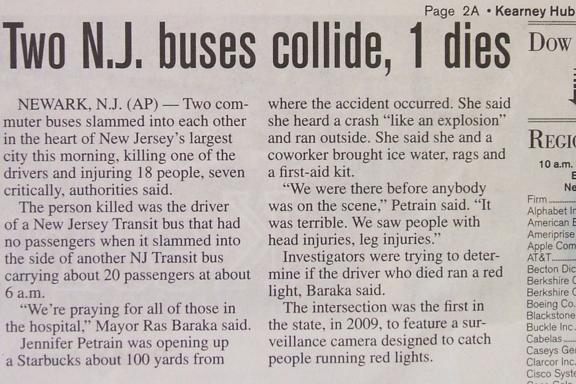 Page 2A • Kearney Hub
Two N.J. buses collide, 1 dies
NEWARK, N.J. (AP) — Two com-
muter buses slammed into each other
in the heart of New Jersey's largest
city this morning, killing one of the
drivers and injuring 18 people, seven
critically, authorities said.
The person killed was the driver
of a New Jersey Transit bus that had
no passengers when it slammed into
the side of another NJ Transit bus
carrying about 20 passengers at about
6 a.m.
“We're praying for all of those in
the hospital,” Mayor Ras Baraka said.
Jennifer Petrain was opening up
a Starbucks about 100 yards from
where the accident occurred. She said
she heard a crash “like an explosion”
and ran outside. She said she and a
coworker brought ice water, rags and
a first-aid kit.
“We were there before anybody
was on the scene,” Petrain said. “It
was terrible. We saw people with
head injuries, leg injuries.”
Investigators were trying to deter-
mine if the driver who died ran a red
light, Baraka said.
The intersection was the first in
the state, in 2009, to feature a sur-
veillance camera designed to catch
people running red lights.
DOW
REGIO
10 a.m.
Ne
Firm
Alphabet In
American E
Ameriprise
Apple Com
AT&T
Becton Dic
Berkshire
Berkshire
Boeing Co.
Blackstone
Buckle Inc.
Cabelas
Caseys Ge
Clarcor Inc.
Cisco Syste